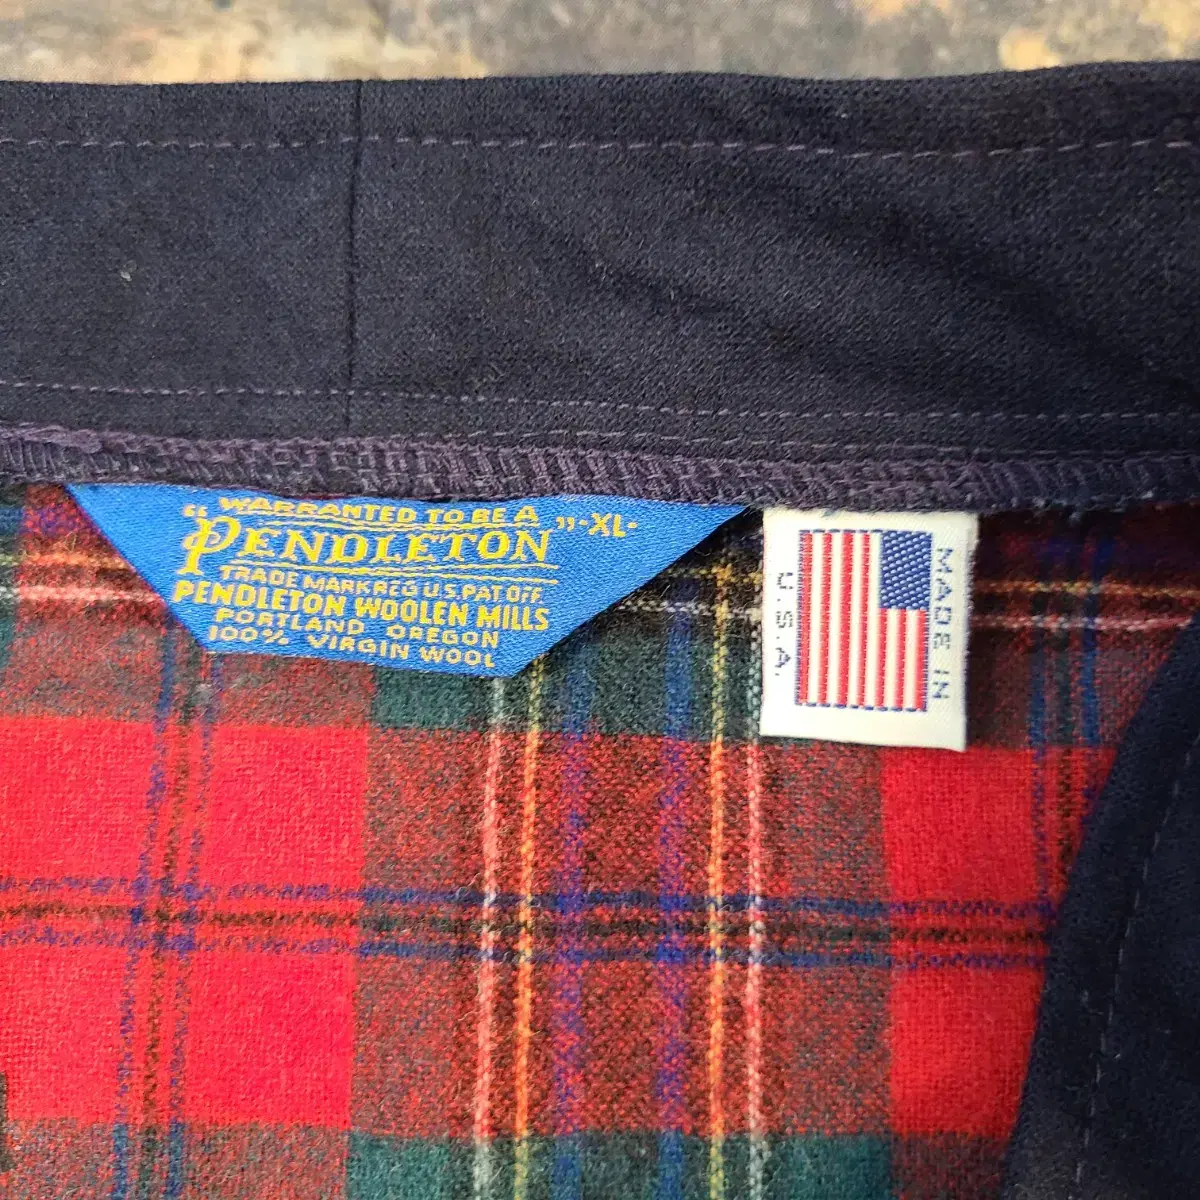 WARRANTED TO BE A
"PENDLETON" -XL-
TRADE MARK REG U.S. PAT. OFF.
PENDLETON WOOLEN MILLS
PORTLAND OREGON
100% VIRGIN WOOL
MADE IN
U.S.A.